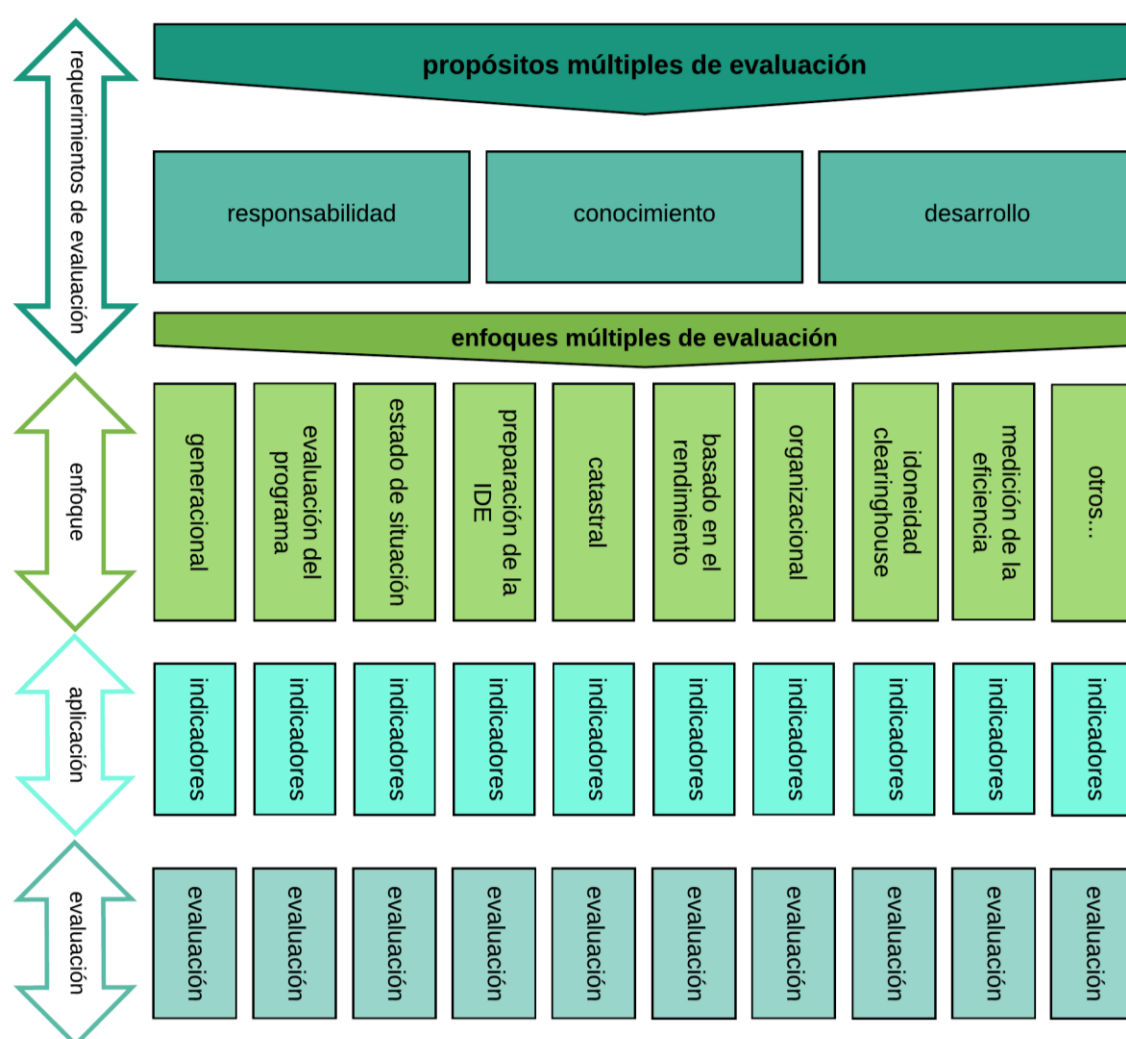 requerimientos de evaluación
propósitos múltiples de evaluación
responsabilidad
conocimiento
desarrollo
enfoques múltiples de evaluación
enfoque
generacional
evaluación del
programa
estado de situación
preparación de la
IDE
catastral
basado en el
rendimiento
organizacional
idoneidad
clearinghouse
medición de la
eficiencia
otros...
aplicación
indicadores
indicadores
indicadores
indicadores
indicadores
indicadores
indicadores
indicadores
indicadores
indicadores
evaluación
evaluación
evaluación
evaluación
evaluación
evaluación
evaluación
evaluación
evaluación
evaluación
evaluación